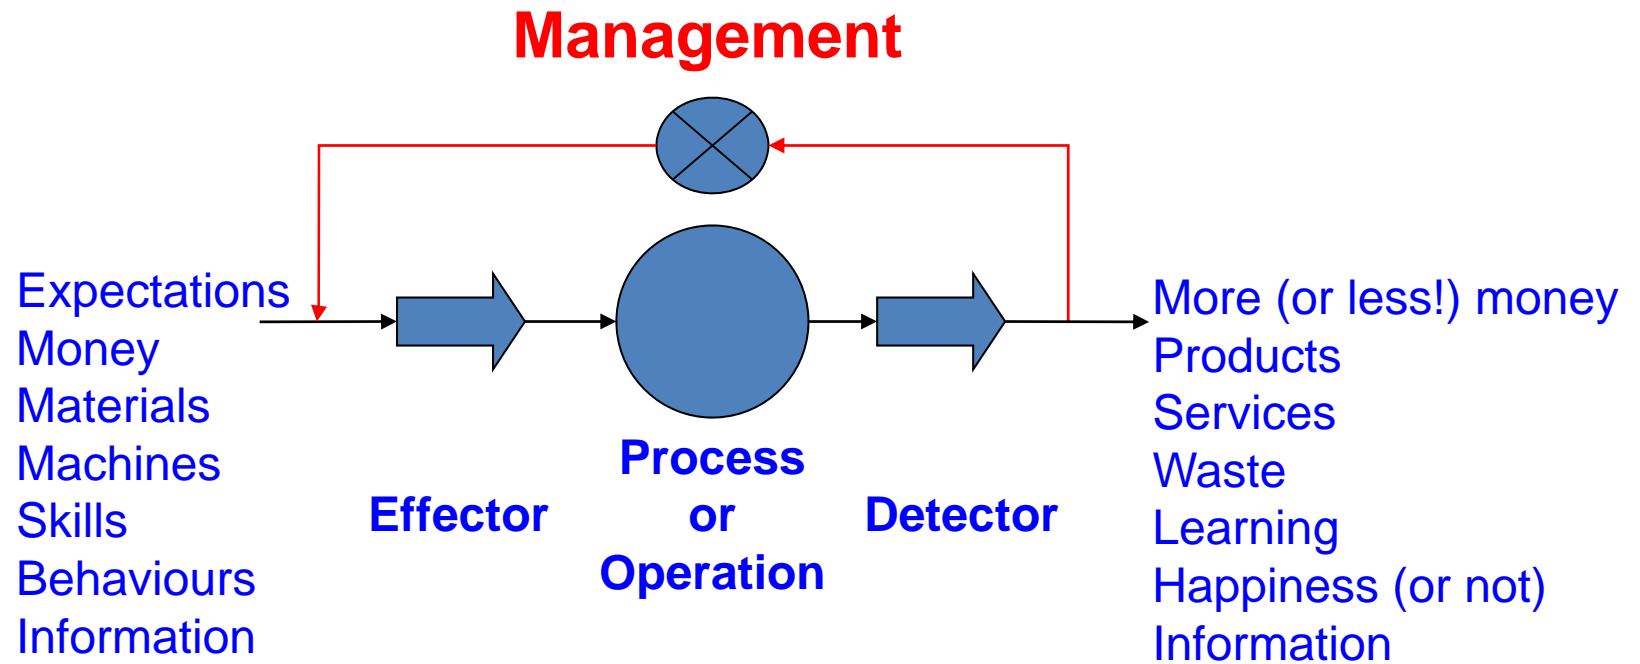 Management
Expectations
Money
Materials
Machines
Skills
Behaviours
Information
Effector
Process
or
Operation
Detector
More (or less!) money
Products
Services
Waste
Learning
Happiness (or not)
Information